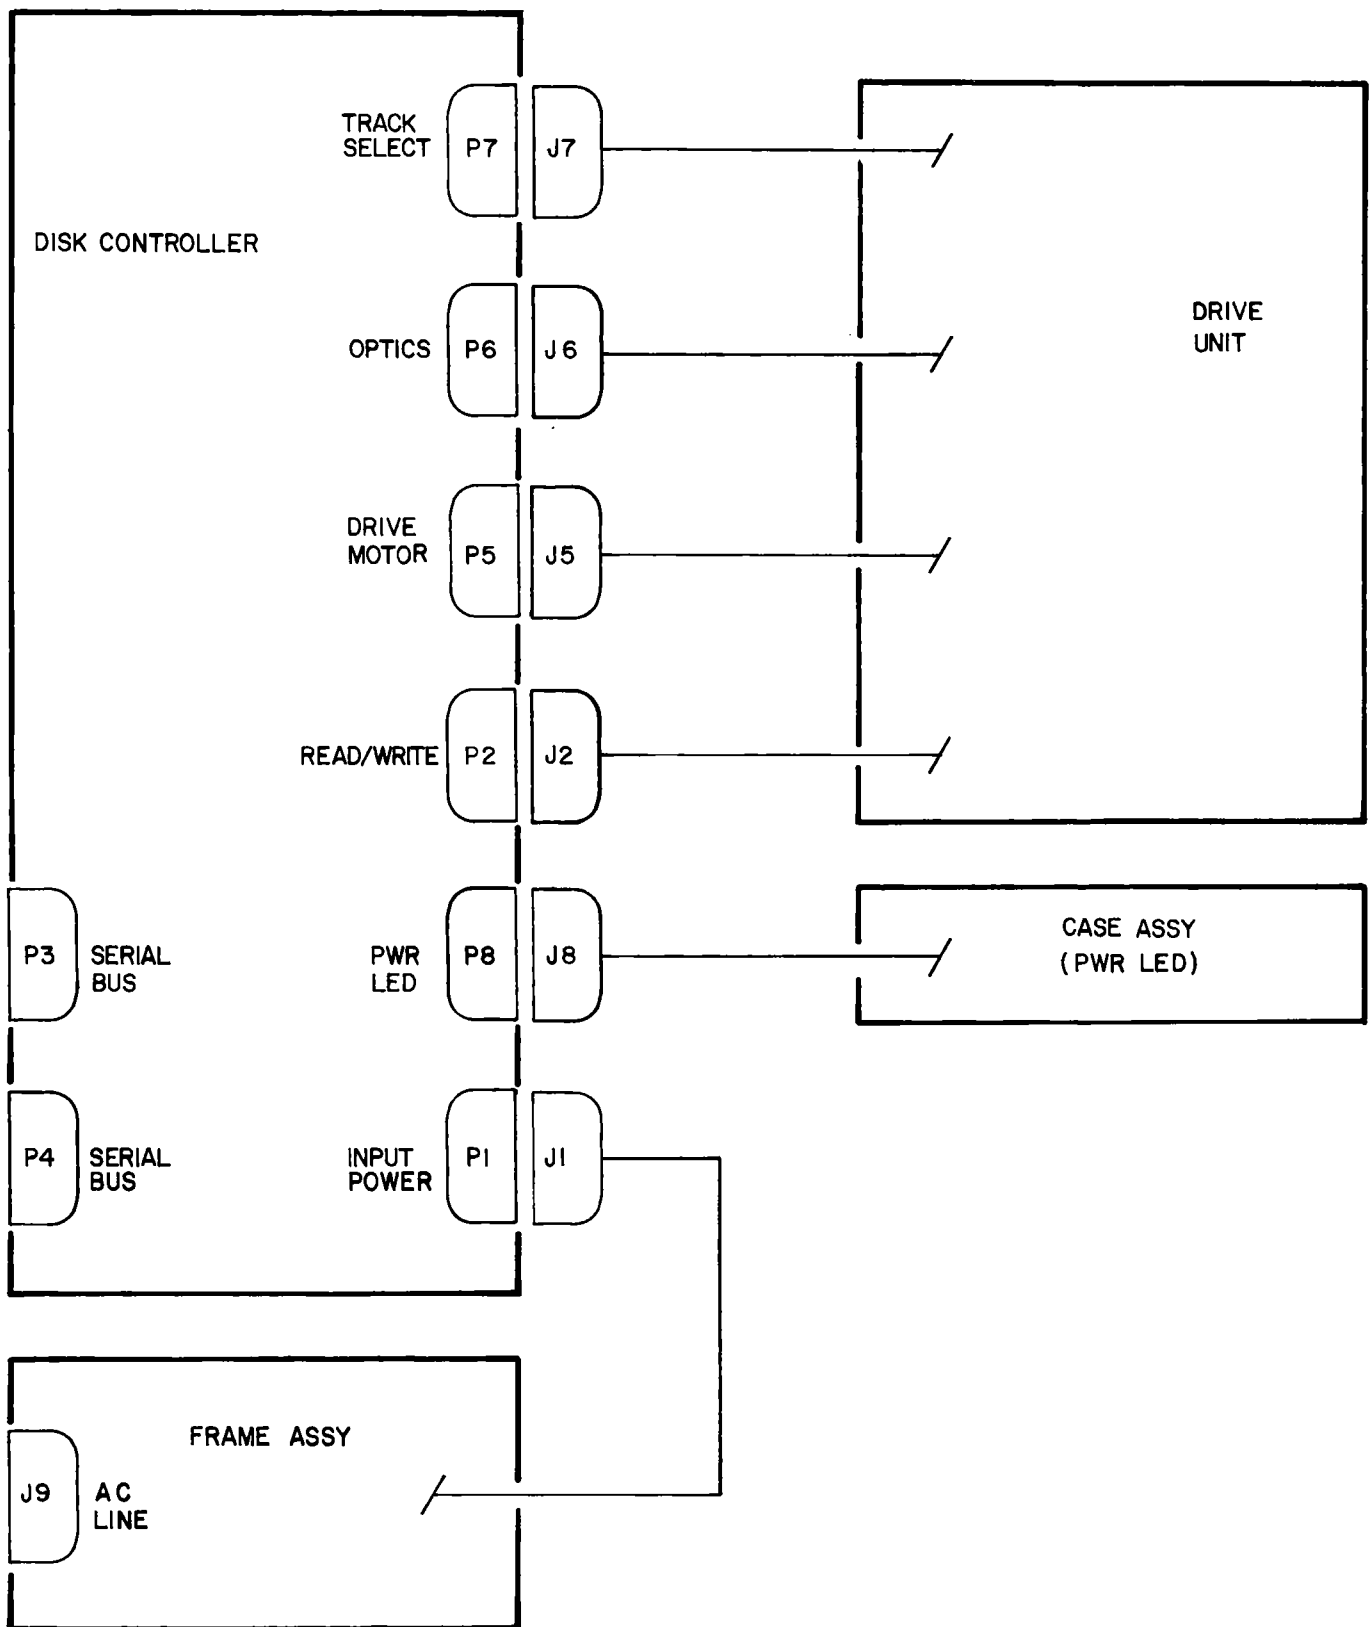 TRACK
SELECT
P7
J7
DISK CONTROLLER
DRIVE
UNIT
OPTICS
P6
J6
DRIVE
MOTOR
P5
J5
READ/WRITE
P2
J2
P3
SERIAL
BUS
PWR
LED
P8
J8
CASE ASSY
(PWR LED)
P4
SERIAL
BUS
INPUT
POWER
P1
J1
FRAME ASSY
J9
AC
LINE